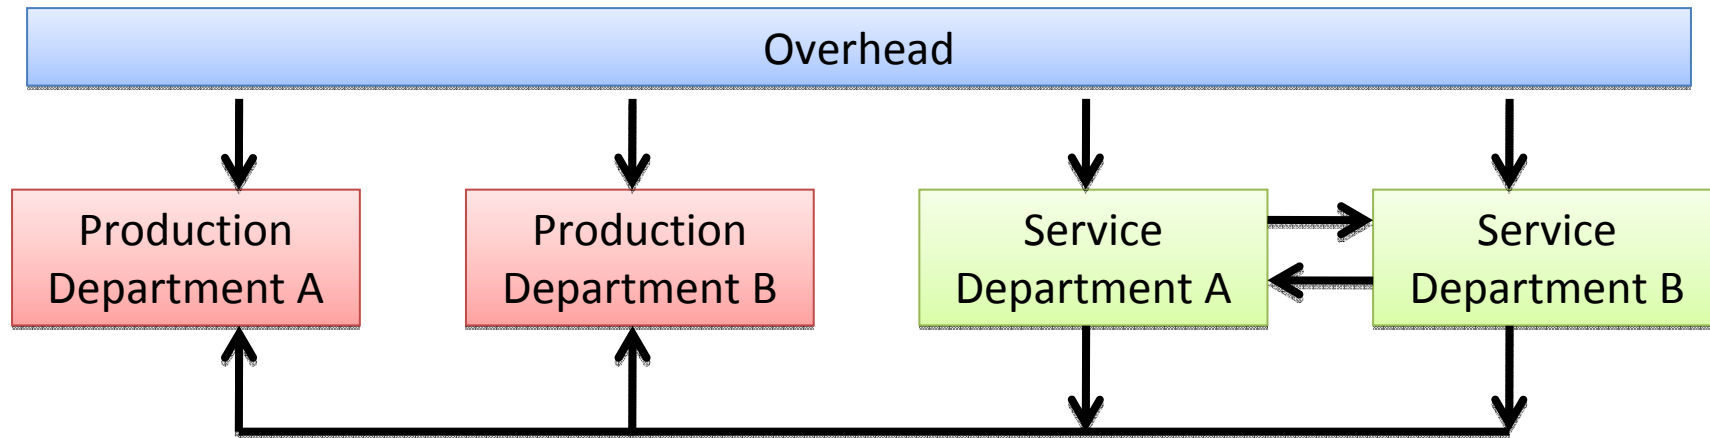 Overhead
Production
Department A
Production
Department B
Service
Department A
Service
Department B